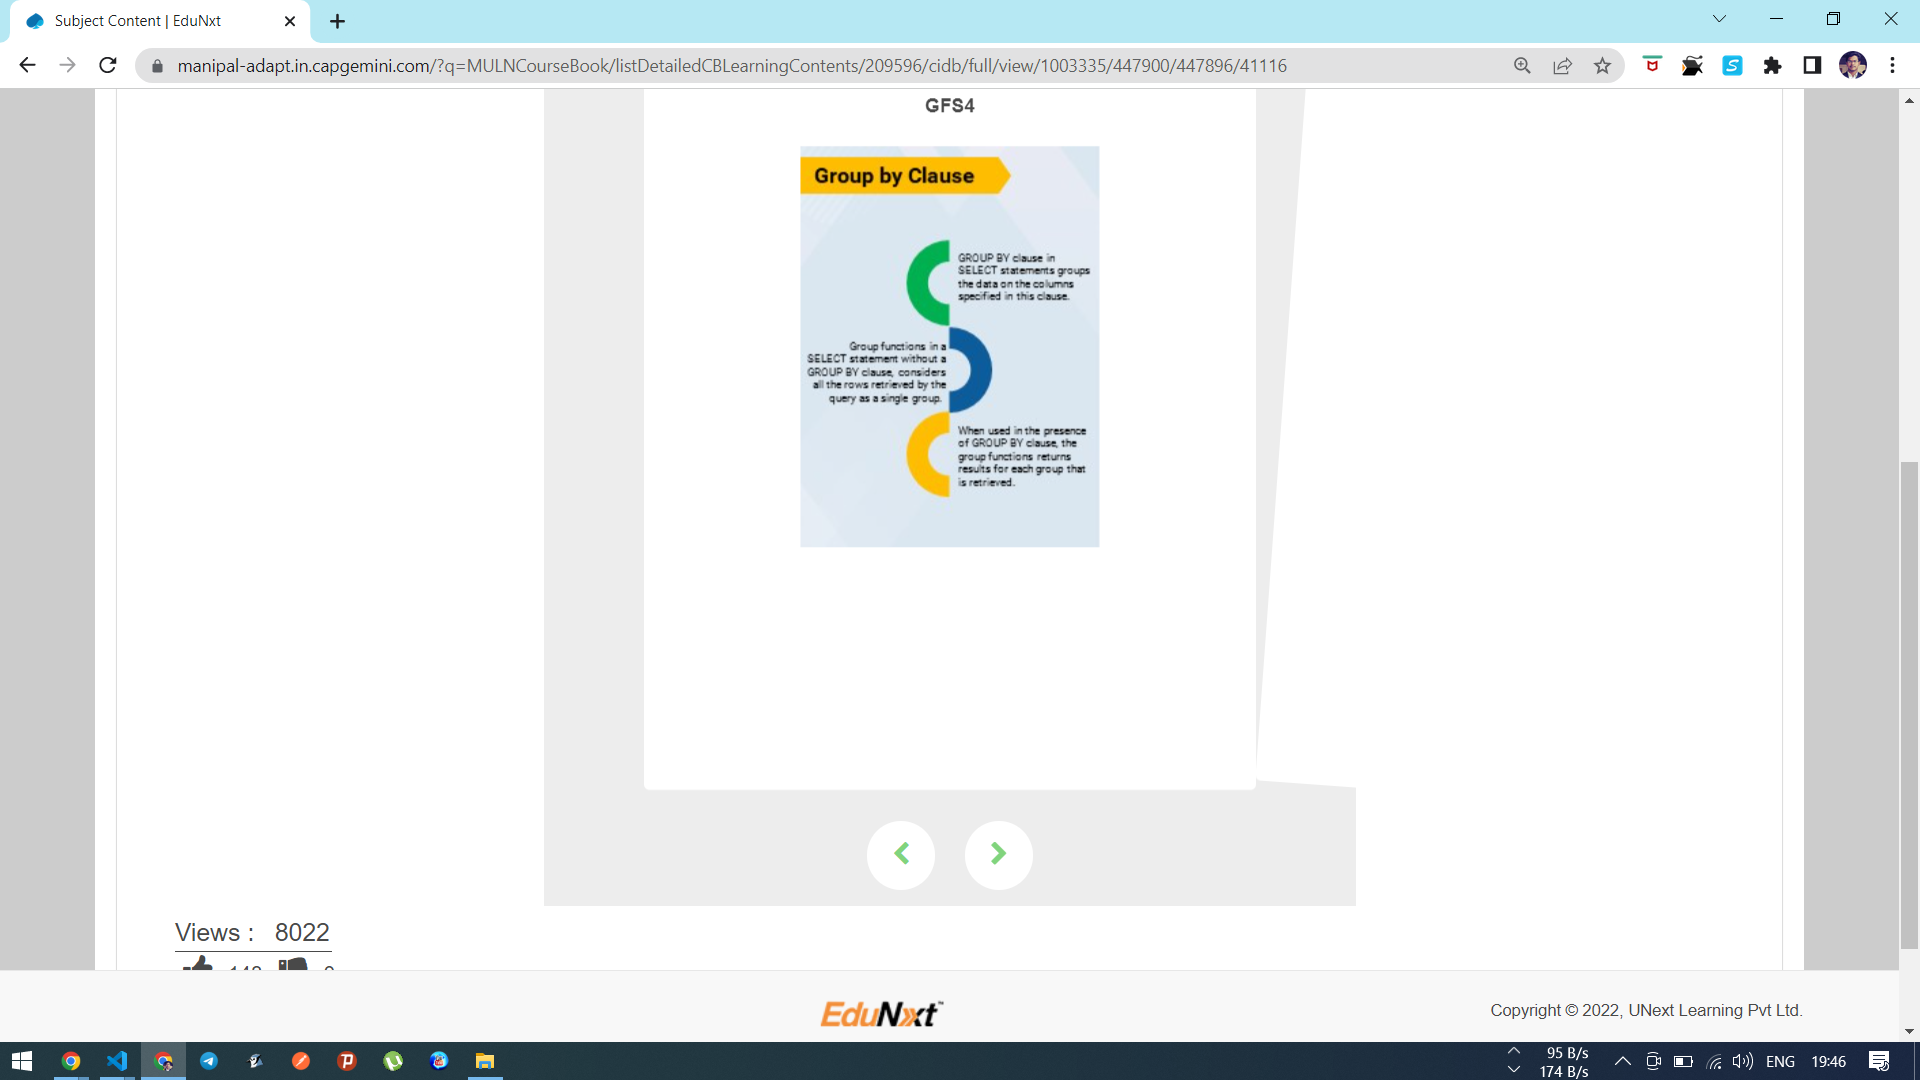 Subject Content | EduNxt
manipal-adapt.in.capgemini.com/?q=MULNCourseBook/listDetailedCBLearningContents/209596/cidb/full/view/1003335/447900/447896/41116
GFS4
Group by Clause
GROUP BY clause in
SELECT statements groups
the data on the columns
specified in this clause.
Group functions in a
SELECT statement without a
GROUP BY clause, considers
all the rows retrieved by the
query as a single group.
When used in the presence
of GROUP BY clause, the
group functions returns
results for each group that
is retrieved.
Views : 8022
EduNxt
Copyright © 2022, UNext Learning Pvt Ltd.
95 B/s
174 B/s
ENG
19:46